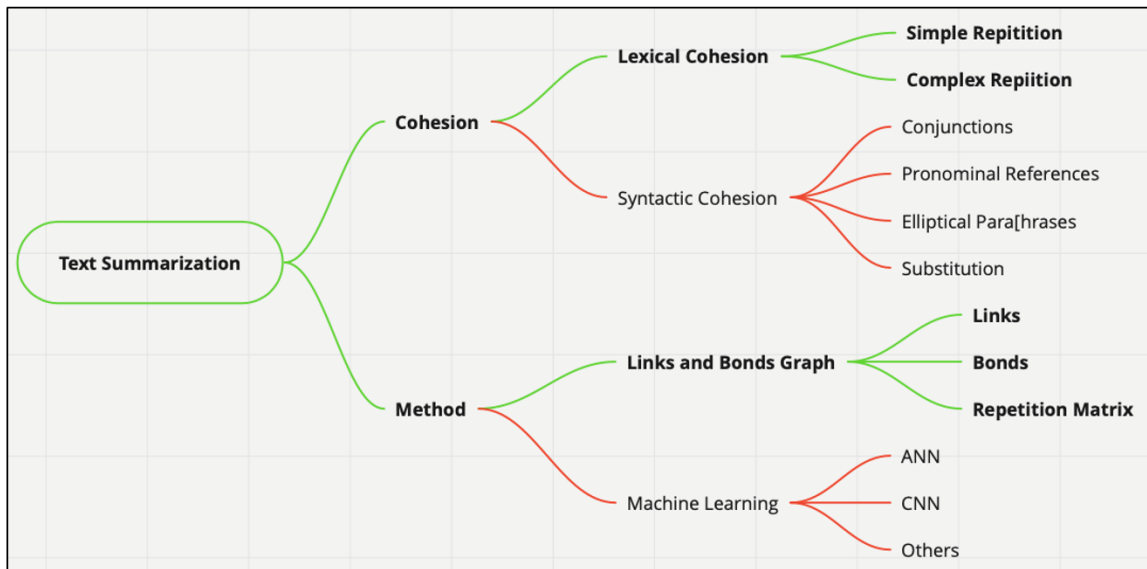 Simple Repitition
Lexical Cohesion
Complex Repiition
Cohesion
Conjunctions
Pronominal References
Syntactic Cohesion
Elliptical Para[hrases
Text Summarization
Substitution
Links
Links and Bonds Graph
Bonds
Method
Repetition Matrix
ANN
Machine Learning
CNN
Others